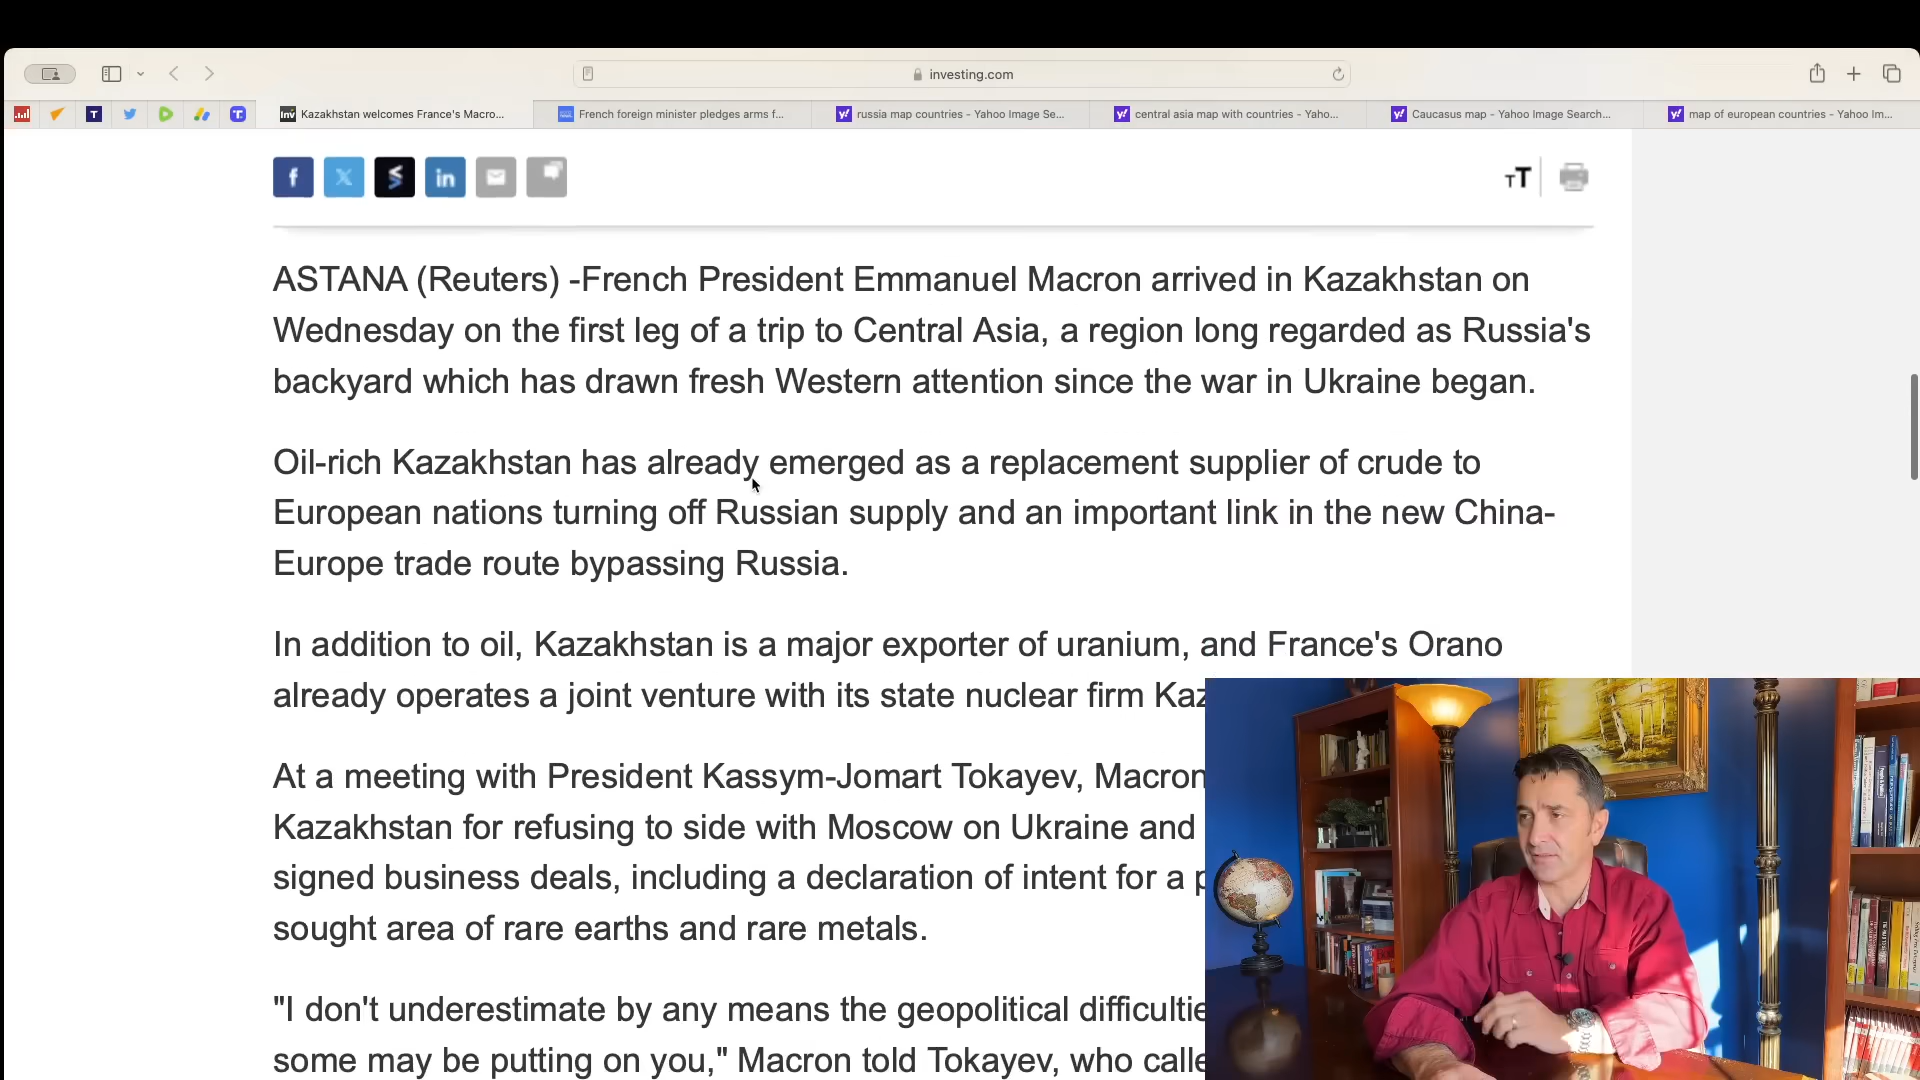 investing.com
Kazakhstan welcomes France's Macro...
French foreign minister pledges arms f...
russia map countries - Yahoo Image Se...
central asia map with countries - Yaho...
Caucasus map - Yahoo Image Search...
map of european countries - Yahoo Im...
ASTANA (Reuters) -French President Emmanuel Macron arrived in Kazakhstan on
Wednesday on the first leg of a trip to Central Asia, a region long regarded as Russia's
backyard which has drawn fresh Western attention since the war in Ukraine began.
Oil-rich Kazakhstan has already emerged as a replacement supplier of crude to
European nations turning off Russian supply and an important link in the new China-
Europe trade route bypassing Russia.
In addition to oil, Kazakhstan is a major exporter of uranium, and France's Orano
already operates a joint venture with its state nuclear firm Kaz
At a meeting with President Kassym-Jomart Tokayev, Macron
Kazakhstan for refusing to side with Moscow on Ukraine and
signed business deals, including a declaration of intent for a p
sought area of rare earths and rare metals.
"I don't underestimate by any means the geopolitical difficultie
some may be putting on you," Macron told Tokayev, who calle